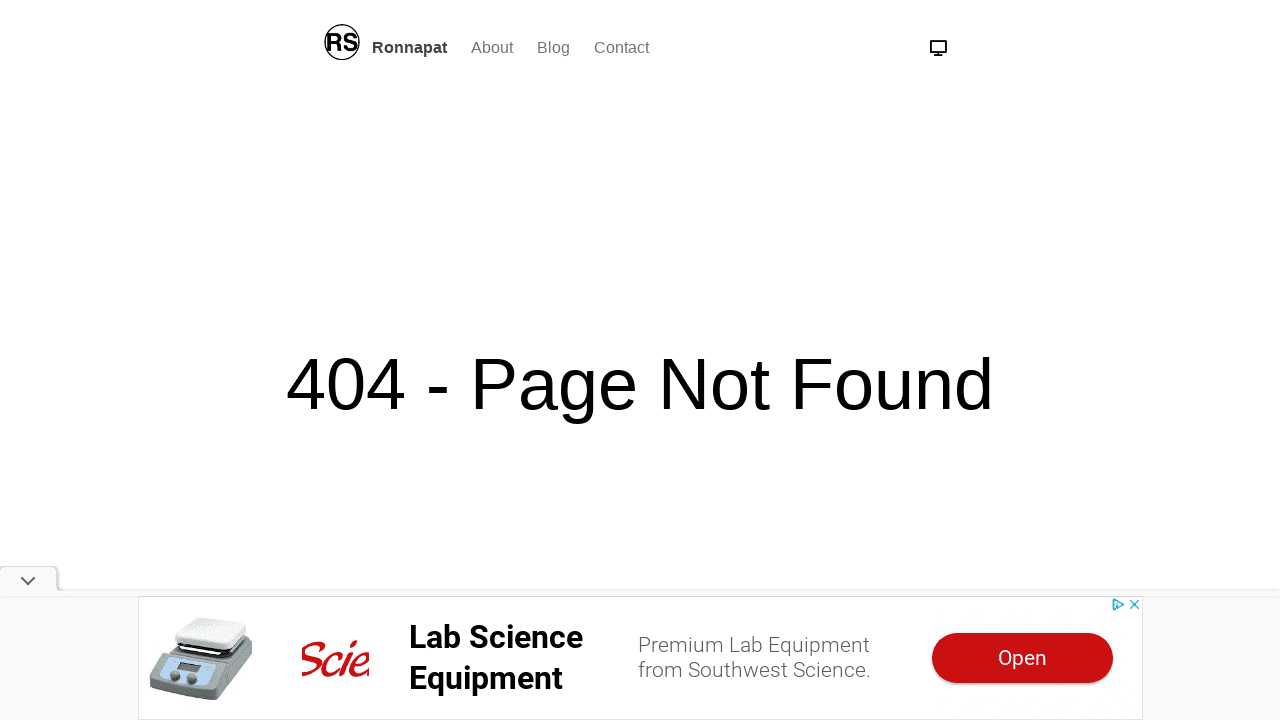 RS Ronnapat About Blog Contact
404 - Page Not Found
Scie
Lab Science
Equipment
Premium Lab Equipment
from Southwest Science.
Open